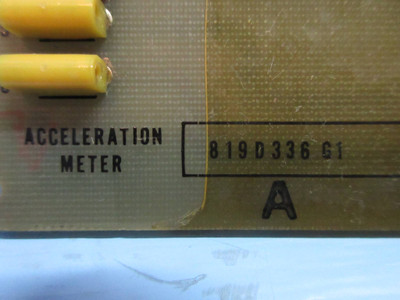 ACCELERATION
METER
819D336 G1
A